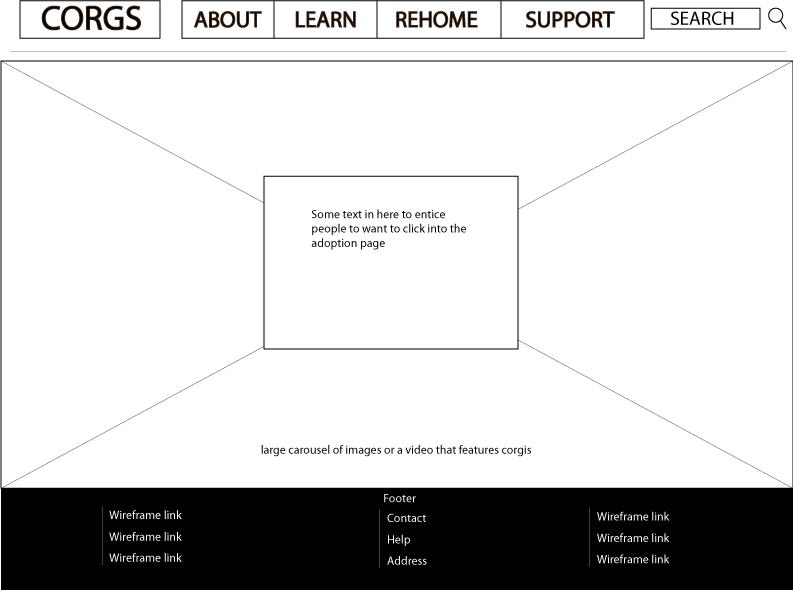 CORGS
ABOUT LEARN REHOME SUPPORT SEARCH
Some text in here to entice
people to want to click into the
adoption page
large carousel of images or a video that features corgis
Footer
Wireframe link
Wireframe link
Wireframe link
Contact
Help
Address
Wireframe link
Wireframe link
Wireframe link